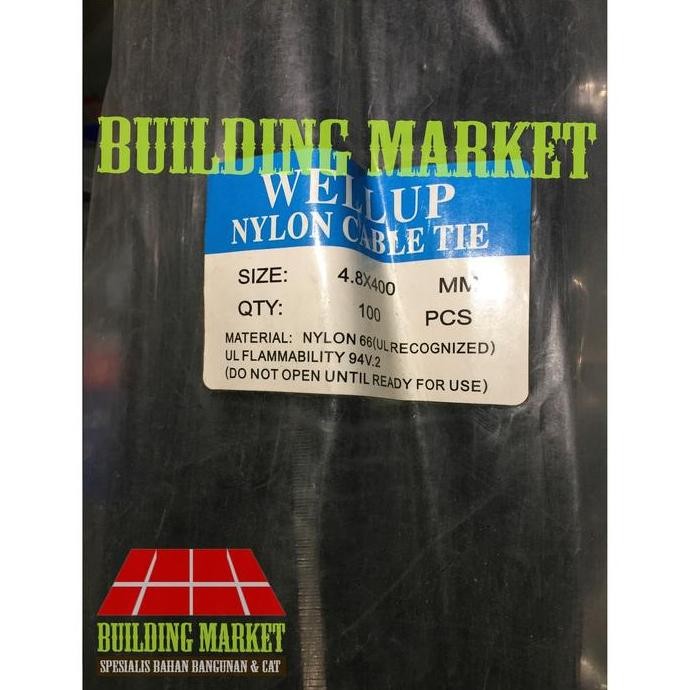 BUILDING MARKET
WELLUP
NYLON CABLE TIE
SIZE: 4.8X400 MM
QTY: 100 PCS
MATERIAL: NYLON 66(UL RECOGNIZED)
UL FLAMMABILITY 94V.2
(DO NOT OPEN UNTIL READY FOR USE)
BUILDING MARKET
SPESIALIS BAHAN BANGUNAN & CAT